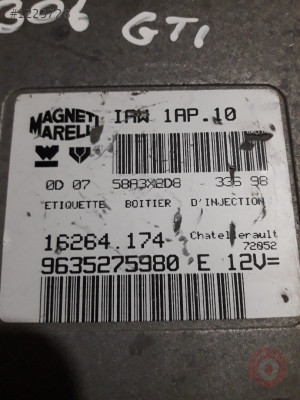 306 GTI
MAGNETI MARELLI
IAW 1AP.10
0D 07 58A3X2D8 336 98
ETIQUETTE BOITIER D'INJECTION
16264.174- Chatellerault
72052
9635275980 E 12V=